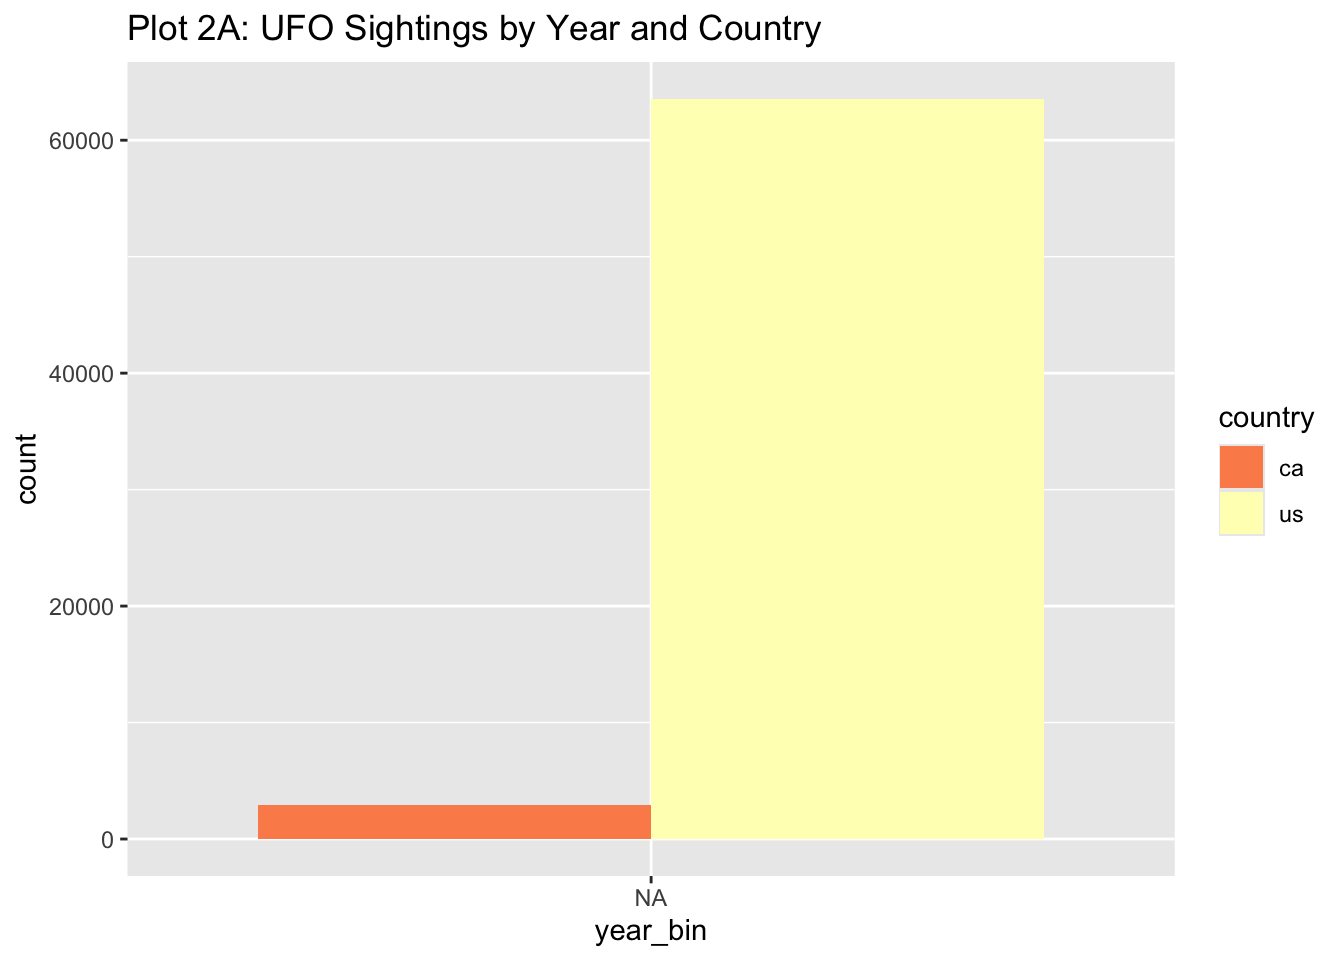 Plot 2A: UFO Sightings by Year and Country
60000
40000
20000
0
count
NA
year_bin
country
ca
us